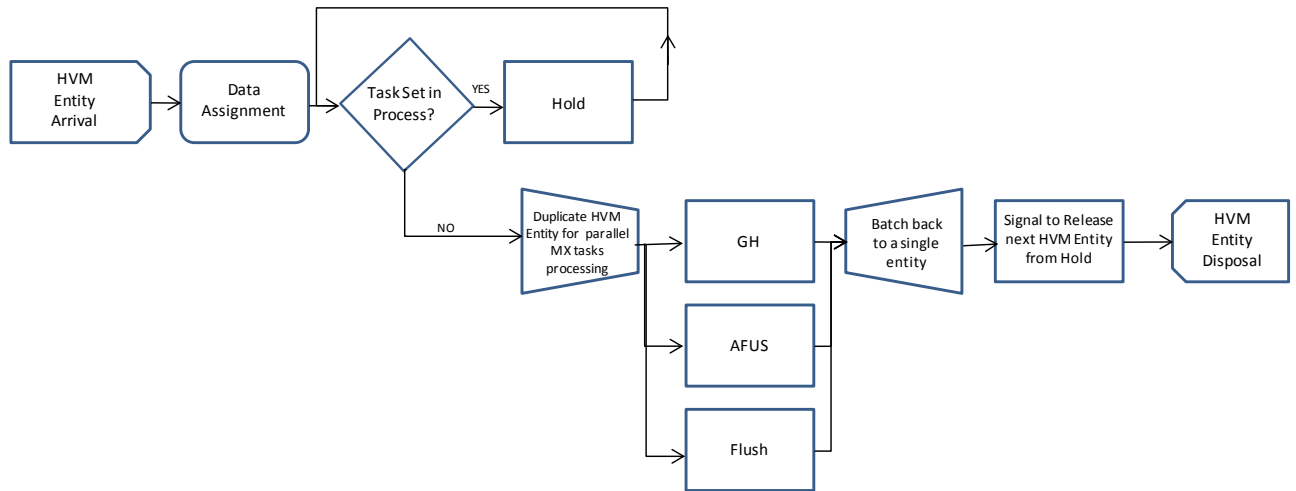 HVM
Entity
Arrival
Data
Assignment
Task Set in
Process?
YES
Hold
NO
Duplicate HVM
Entity for parallel
MX tasks
processing
GH
AFUS
Flush
Batch back
to a single
entity
Signal to Release
next HVM Entity
from Hold
HVM
Entity
Disposal